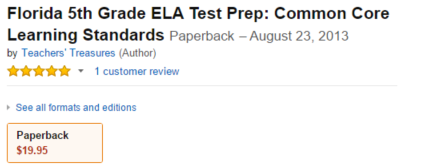 Florida 5th Grade ELA Test Prep: Common Core
Learning Standards Paperback – August 23, 2013
by Teachers' Treasures (Author)
1 customer review
See all formats and editions
Paperback
$19.95